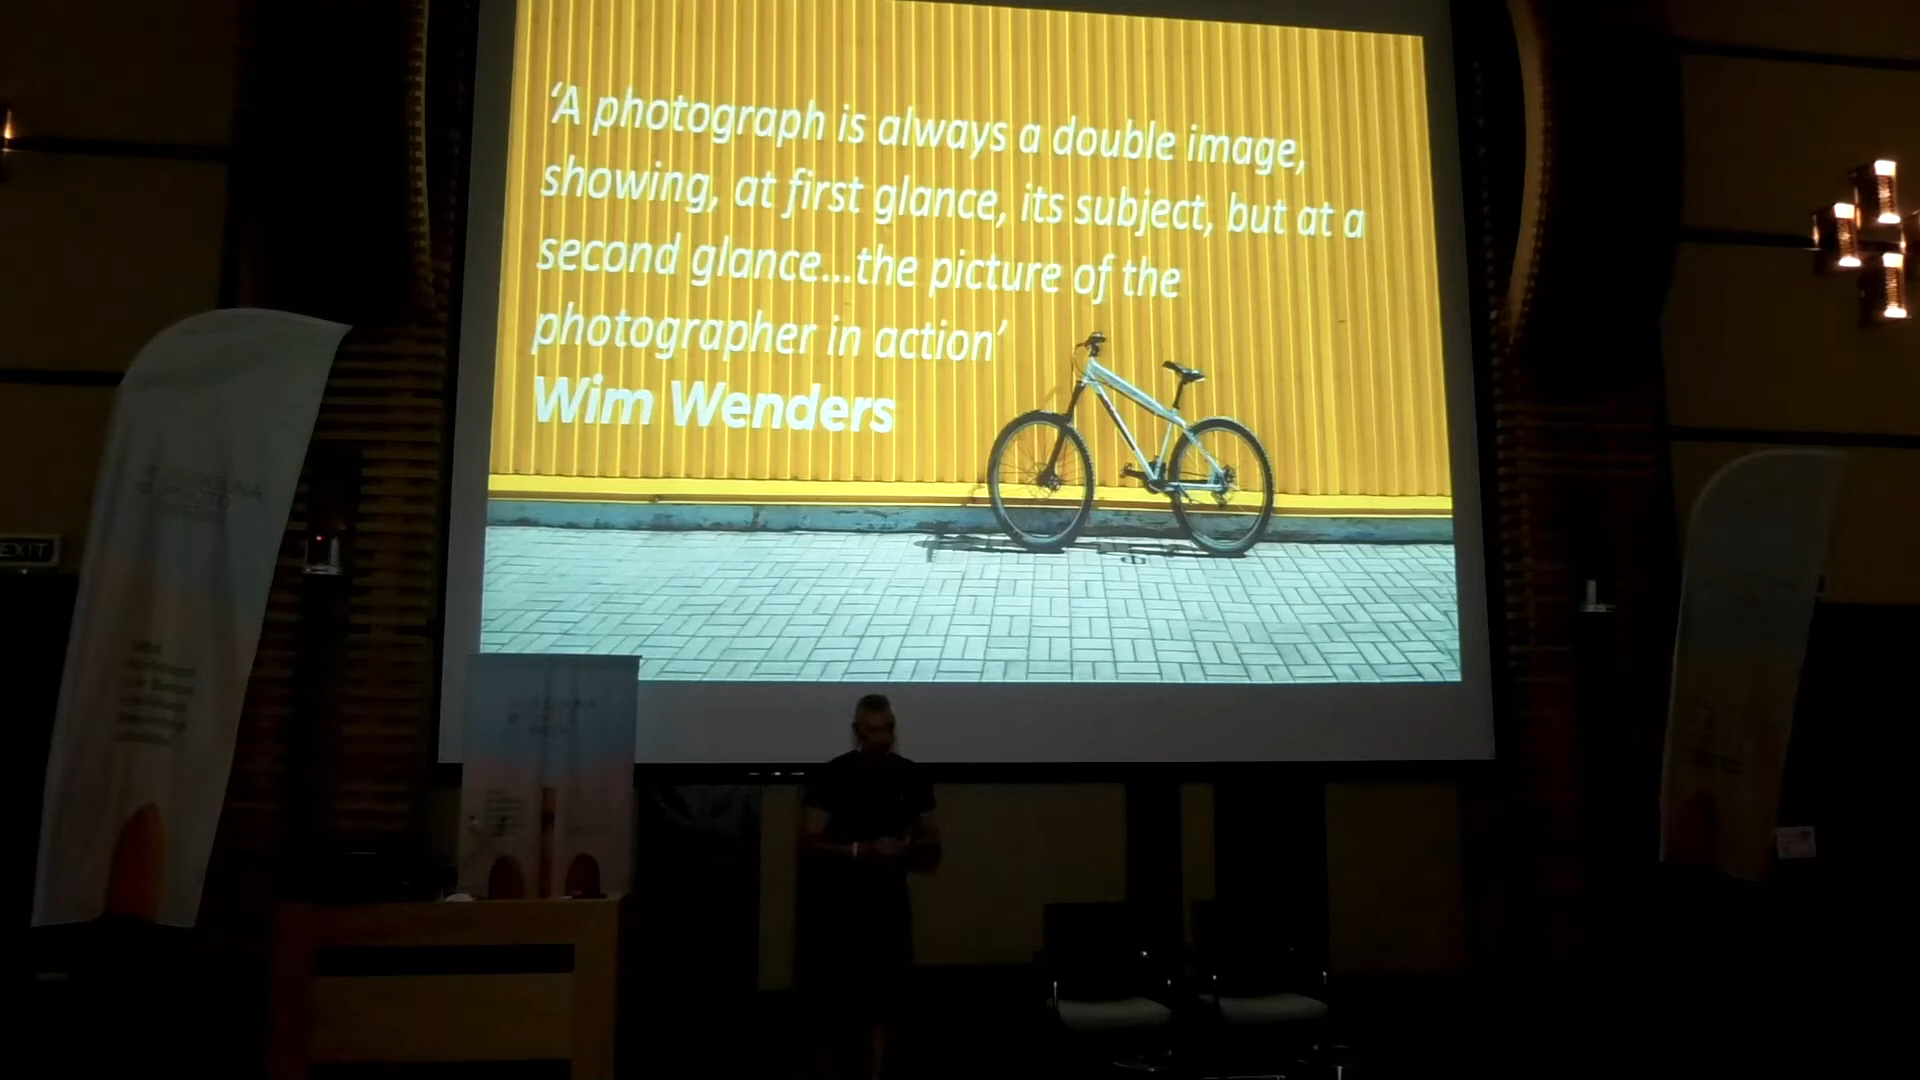 ‘A photograph is always a double image,
showing, at first glance, its subject, but at a
second glance...the picture of the
photographer in action’
Wim Wenders
EXIT